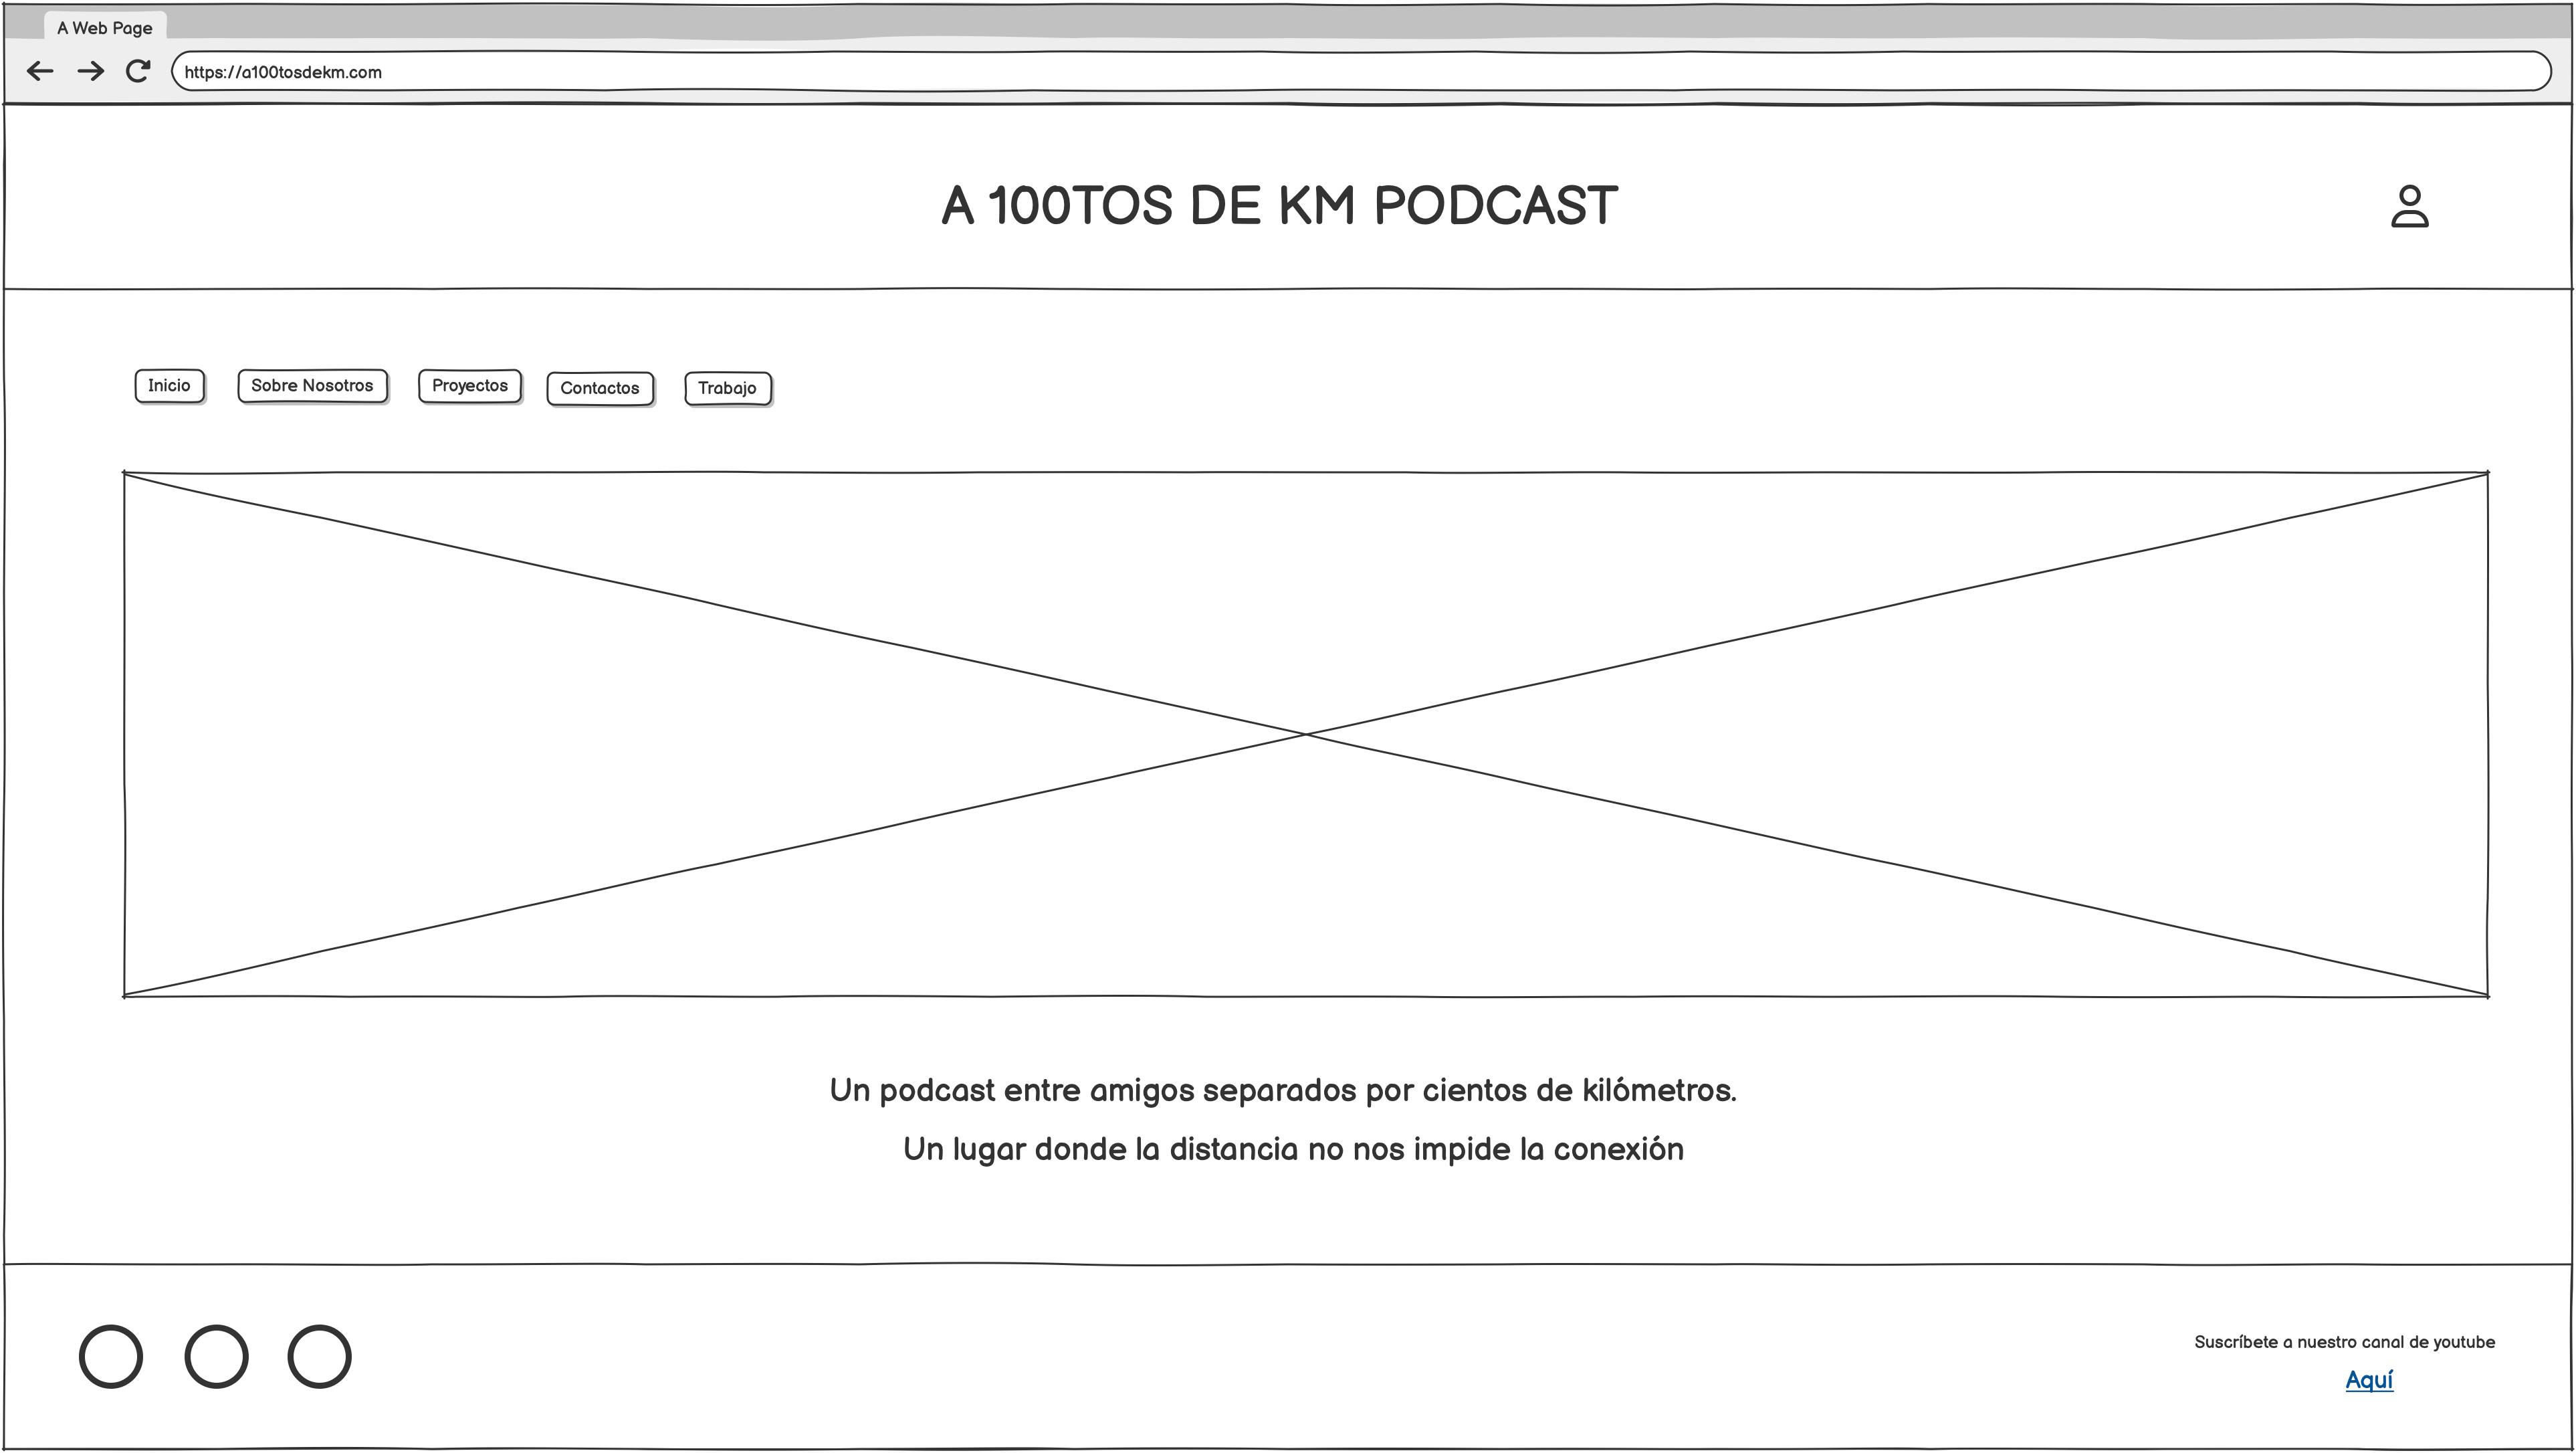 A Web Page
https://a100tosdekm.com
A 100TOS DE KM PODCAST
Inicio Sobre Nosotros Proyectos Contactos Trabajo
Un podcast entre amigos separados por cientos de kilómetros.
Un lugar donde la distancia no nos impide la conexión
Suscríbete a nuestro canal de youtube
Aquí